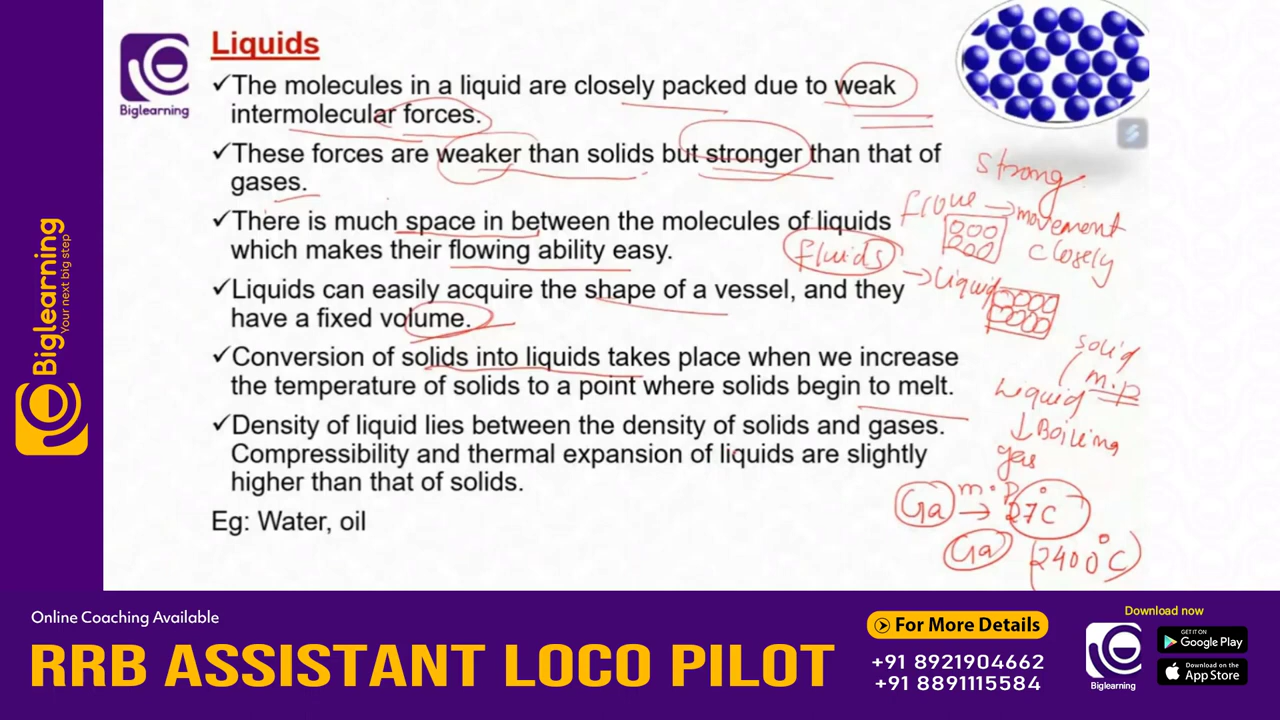 Liquids
✓The molecules in a liquid are closely packed due to weak
intermolecular forces.
✓These forces are weaker than solids but stronger than that of
gases.
✓There is much space in between the molecules of liquids
which makes their flowing ability easy.
✓Liquids can easily acquire the shape of a vessel, and they
have a fixed volume.
✓Conversion of solids into liquids takes place when we increase
the temperature of solids to a point where solids begin to melt.
✓Density of liquid lies between the density of solids and gases.
Compressibility and thermal expansion of liquids are slightly
higher than that of solids.
Eg: Water, oil
Biglearning
Biglearning
Your next big step
strong
→movement
closely
fluids
→liquid
solid
m.p
liquid
↓Boiling
gas
Ga m.p → 27°C
Ga (2400°C)
Online Coaching Available
RRB ASSISTANT LOCO PILOT
For More Details
+91 8921904662
+91 8891115584
Download now
Biglearning
GET IT ON
Google Play
Download on the
App Store